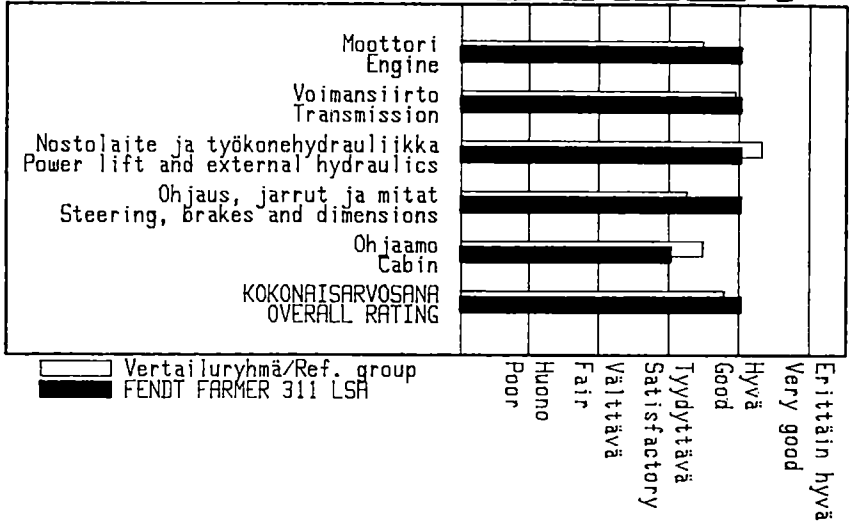 Moottori
Engine
Voimansiirto
Transmission
Nostolaite ja työkonehydrauliikka
Power lift and external hydraulics
Ohjaus, jarrut ja mitat
Steering, brakes and dimensions
Ohjaamo
Cabin
KOKONAISARVOSANA
OVERALL RATING
Vertailuryhmä/Ref. group
FENDT FARMER 311 LSA
Poor
Huono
Fair
Välttävä
Satisfactory
Tyydyttävä
Good
Hyvä
Very good
Erittäin hyvä